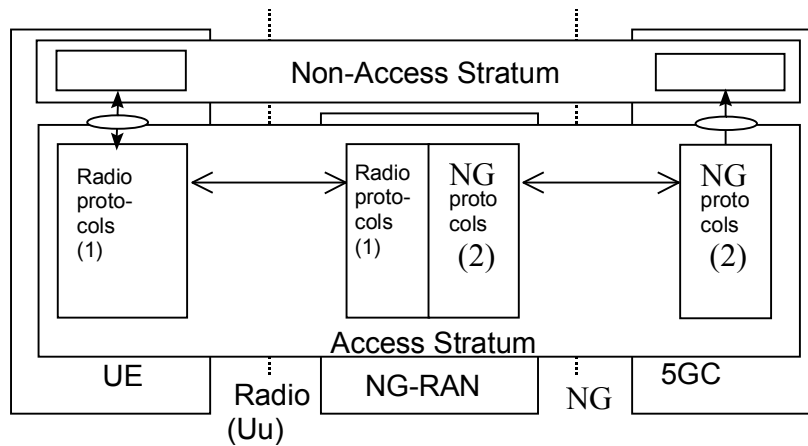 Non-Access Stratum
Radio
proto-
cols
(1)
Radio
proto-
cols
(1)
NG
proto
cols
(2)
NG
proto
cols
(2)
Access Stratum
UE
Radio
(Uu)
NG-RAN
NG
5GC